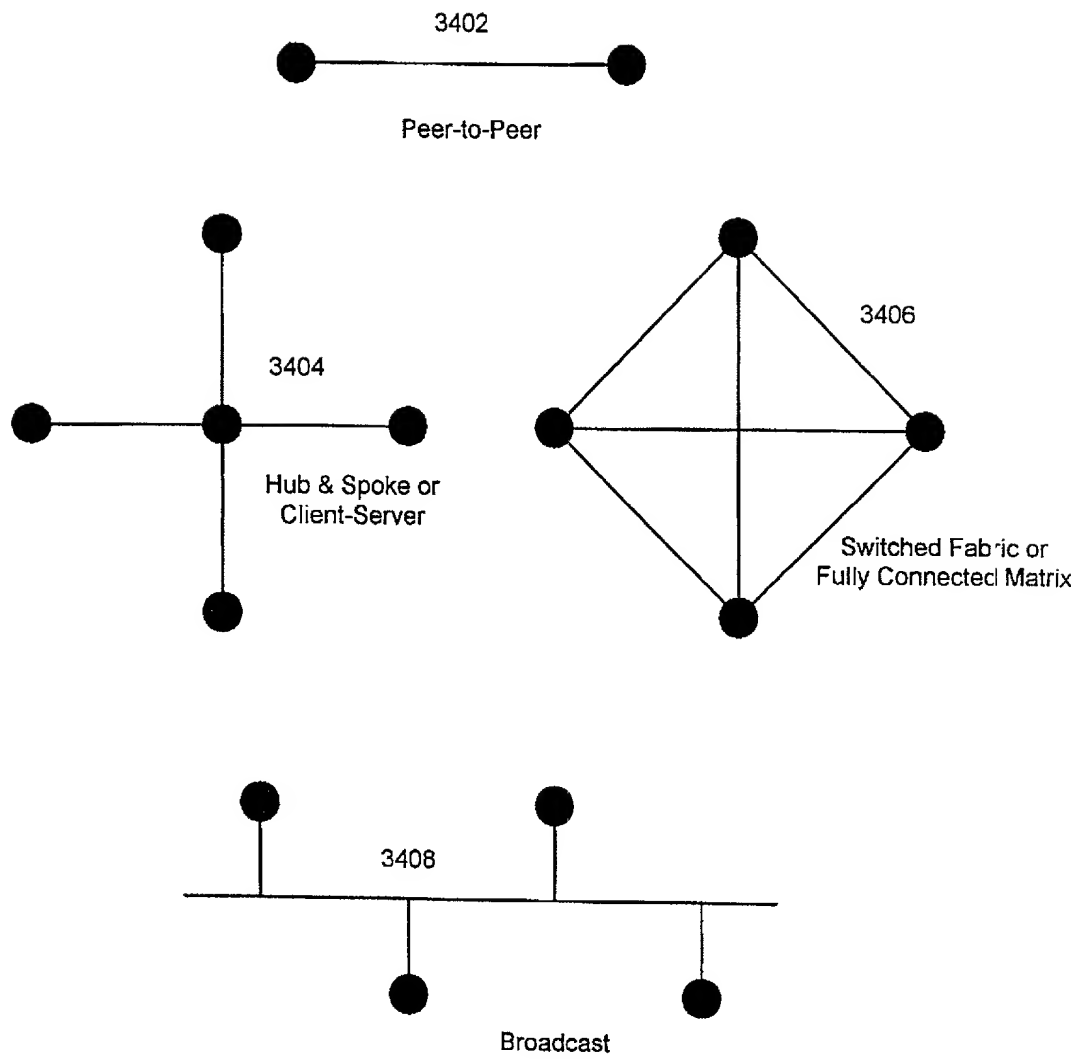 3402
Peer-to-Peer
3404
Hub & Spoke or
Client-Server
3406
Switched Fabric or
Fully Connected Matrix
3408
Broadcast